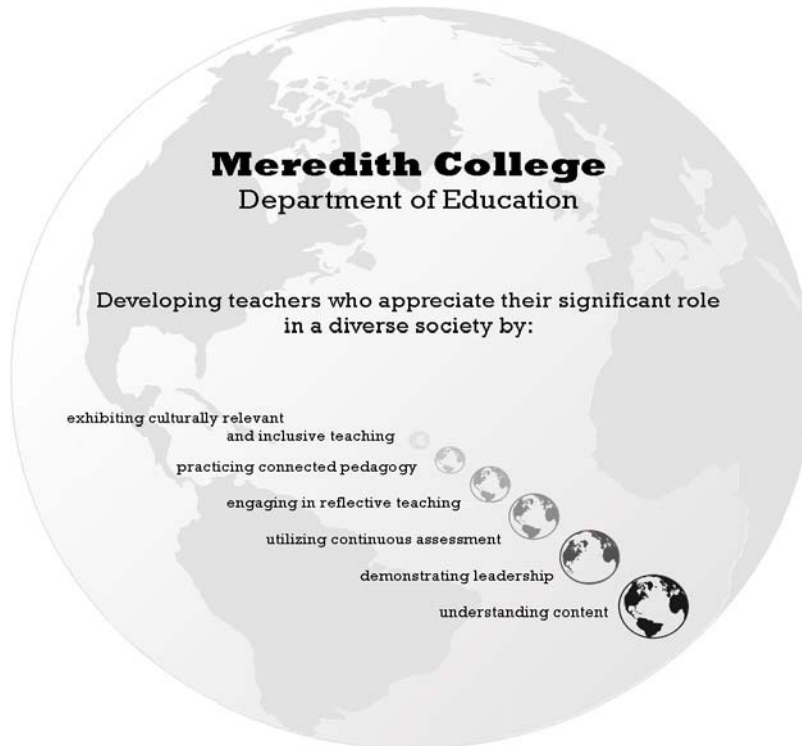 Meredith College
Department of Education
Developing teachers who appreciate their significant role
in a diverse society by:
exhibiting culturally relevant
and inclusive teaching
practicing connected pedagogy
engaging in reflective teaching
utilizing continuous assessment
demonstrating leadership
understanding content